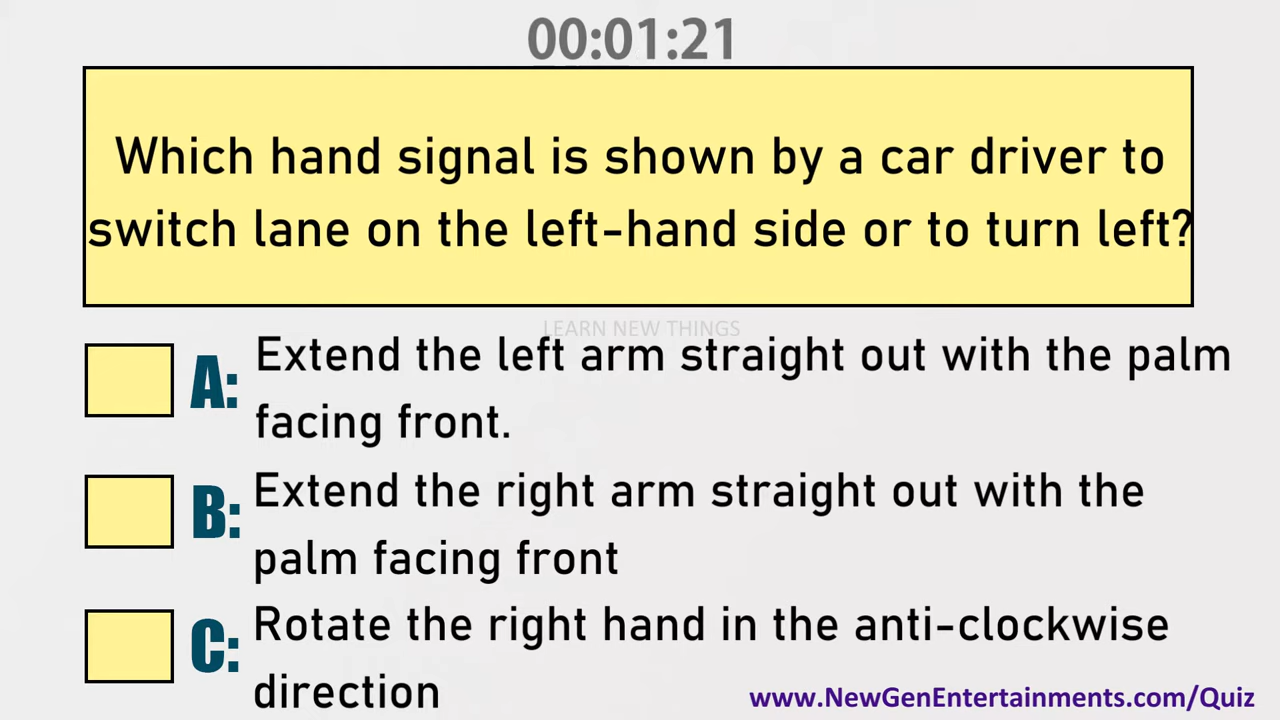 00:01:21
Which hand signal is shown by a car driver to
switch lane on the left-hand side or to turn left?
LEARN NEW THINGS
A: Extend the left arm straight out with the palm
facing front.
B: Extend the right arm straight out with the
palm facing front
C: Rotate the right hand in the anti-clockwise
direction
www.NewGenEntertainments.com/Quiz